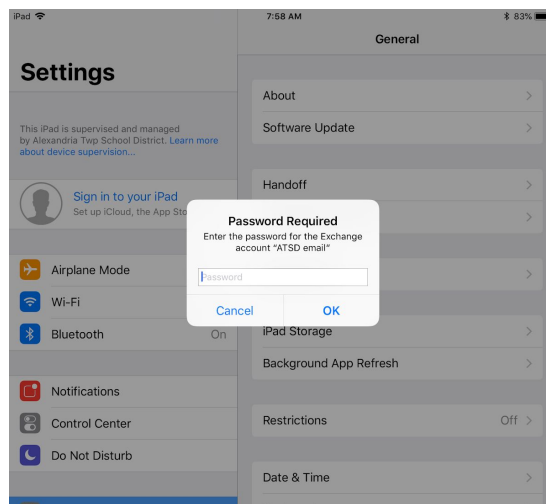 iPad
7:58 AM
83%
Settings
General
This iPad is supervised and managed
by Alexandria Twp School District. Learn more
about device supervision...
Sign in to your iPad
Set up iCloud, the App Sto
Airplane Mode
Wi-Fi
Bluetooth
On
Notifications
Control Center
Do Not Disturb
About
Software Update
Handoff
Password Required
Enter the password for the Exchange
account “ATSD email”
Password
Cancel
OK
iPad Storage
Background App Refresh
Restrictions
Off
Date & Time